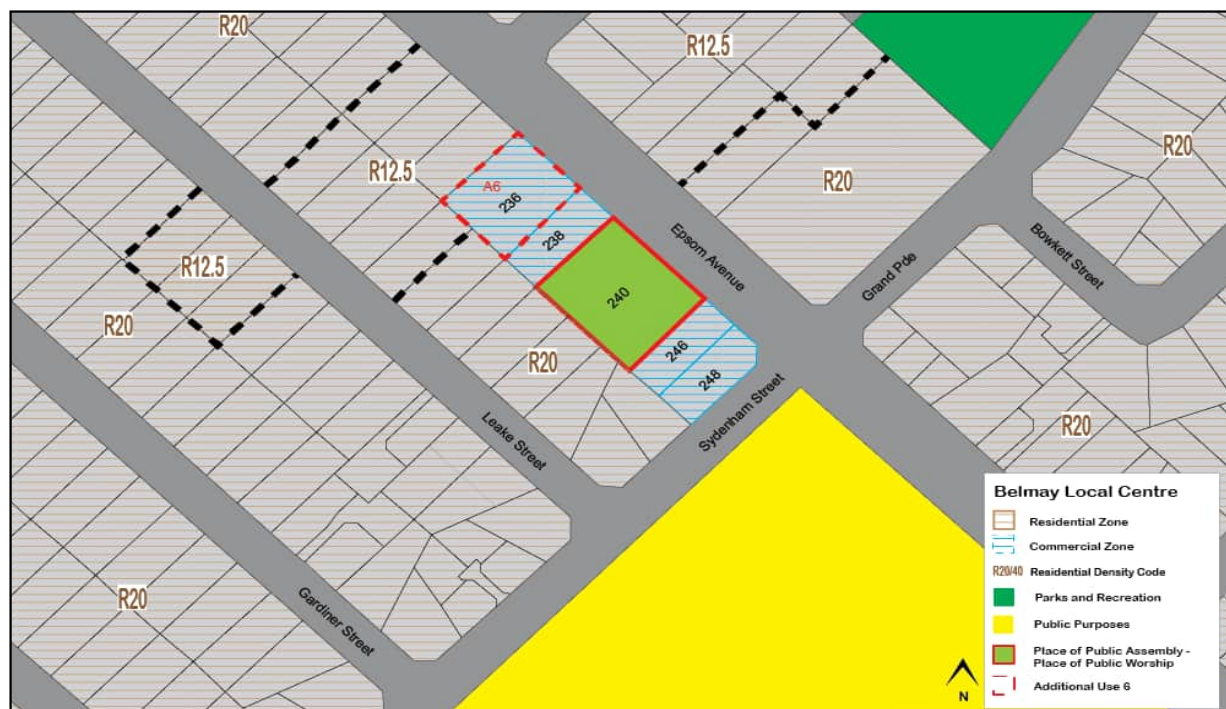 R20
R12.5
R12.5
R20
R20
A6
236
238
240
246
248
Epsom Avenue
Grand Pde
Bowkett Street
R12.5
R20
R20
Leake Street
Sydenham Street
R20
R20
Gardiner Street
Belmay Local Centre
Residential Zone
Commercial Zone
R20/40 Residential Density Code
Parks and Recreation
Public Purposes
Place of Public Assembly -
Place of Public Worship
Additional Use 6
N